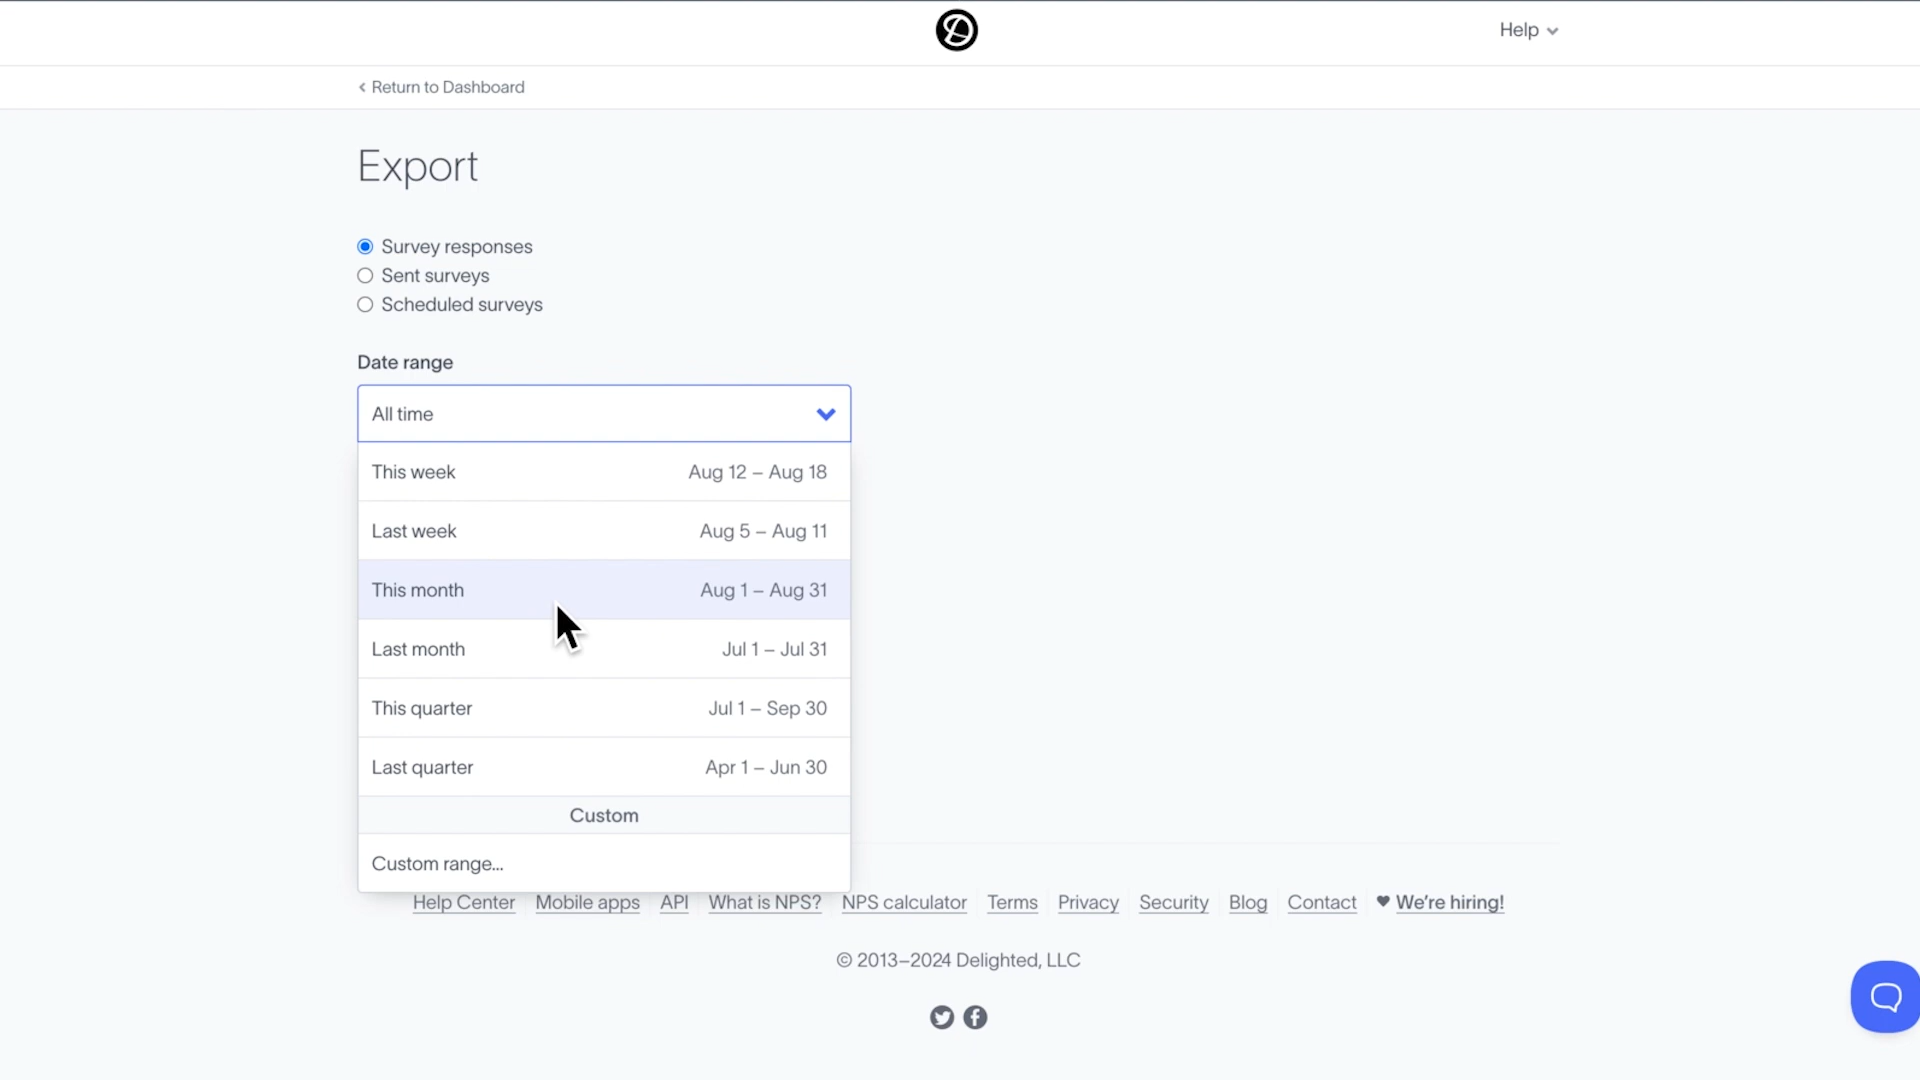 Help
Return to Dashboard
Export
Survey responses
Sent surveys
Scheduled surveys
Date range
All time
This week Aug 12 – Aug 18
Last week Aug 5 – Aug 11
This month Aug 1 – Aug 31
Last month Jul 1 – Jul 31
This quarter Jul 1 – Sep 30
Last quarter Apr 1 – Jun 30
Custom
Custom range...
Help Center Mobile apps API What is NPS? NPS calculator Terms Privacy Security Blog Contact ♥ We're hiring!
© 2013–2024 Delighted, LLC